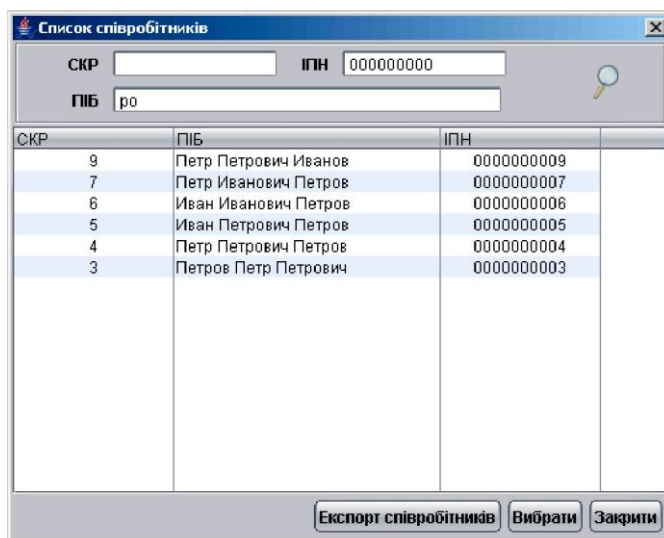 Список співробітників
СКР ІПН 000000000
ПІБ ро
СКР ПІБ ІПН
9 Петр Петрович Иванов 0000000009
7 Петр Иванович Петров 0000000007
6 Иван Иванович Петров 0000000006
5 Иван Петрович Петров 0000000005
4 Петр Петрович Петров 0000000004
3 Петров Петр Петрович 0000000003
Експорт співробітників Вибрати Закрити